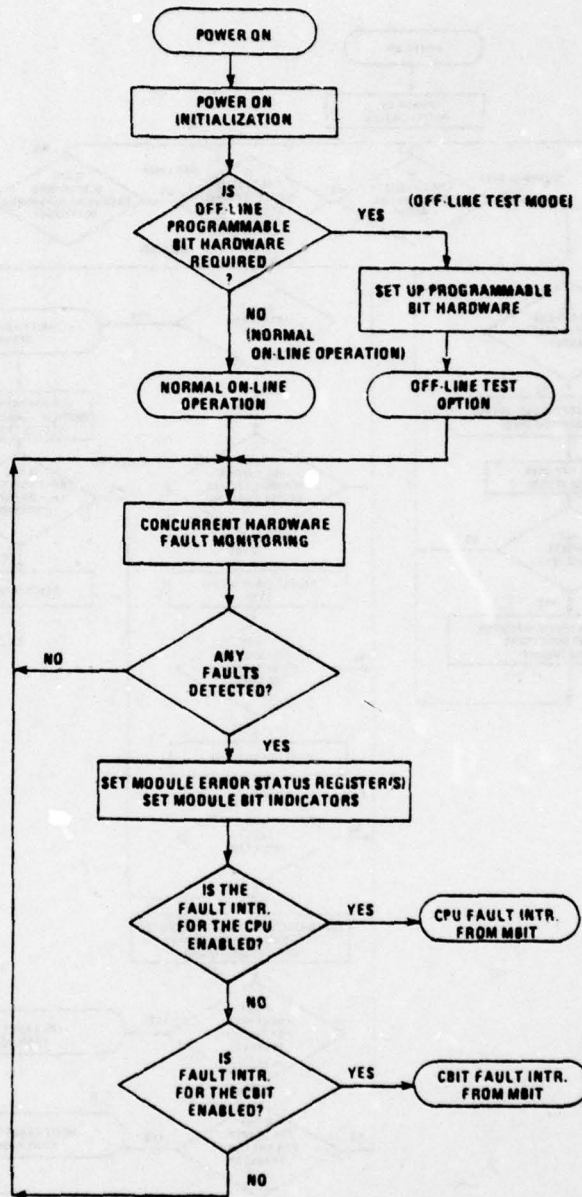 POWER ON
POWER ON
INITIALIZATION
IS
OFF-LINE
PROGRAMMABLE
BIT HARDWARE
REQUIRED
?
YES
(OFF-LINE TEST MODE)
SET UP PROGRAMMABLE
BIT HARDWARE
NO
(NORMAL
ON-LINE OPERATION)
NORMAL ON-LINE
OPERATION
OFF-LINE TEST
OPTION
CONCURRENT HARDWARE
FAULT MONITORING
NO
ANY
FAULTS
DETECTED?
YES
SET MODULE ERROR STATUS REGISTER(S)
SET MODULE BIT INDICATORS
IS THE
FAULT INTR.
FOR THE CPU
ENABLED?
YES
CPU FAULT INTR.
FROM MBIT
NO
IS
FAULT INTR.
FOR THE CBIT
ENABLED?
YES
CBIT FAULT INTR.
FROM MBIT
NO